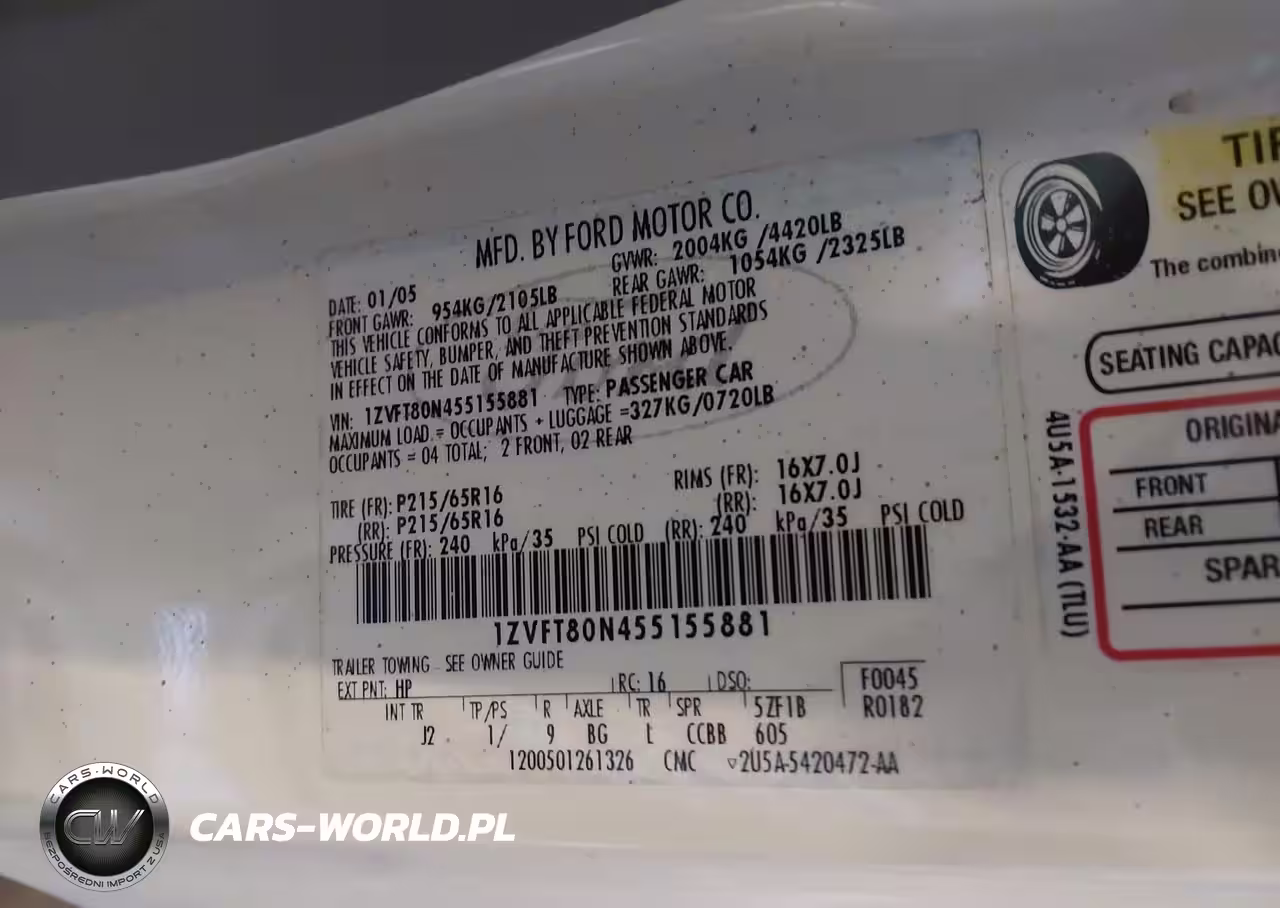 MFD. BY FORD MOTOR CO.
DATE: 01/05 GVWR: 2004KG /4420LB
FRONT GAWR: 954KG/2105LB REAR GAWR: 1054KG /2325LB
THIS VEHICLE CONFORMS TO ALL APPLICABLE FEDERAL MOTOR
VEHICLE SAFETY, BUMPER, AND THEFT PREVENTION STANDARDS
IN EFFECT ON THE DATE OF MANUFACTURE SHOWN ABOVE.
VIN: 1ZVFT80N455155881 TYPE: PASSENGER CAR
MAXIMUM LOAD = OCCUPANTS + LUGGAGE =327KG/0720LB
OCCUPANTS = 04 TOTAL; 2 FRONT, 02 REAR
TIRE (FR): P215/65R16 RIMS (FR): 16X7.0J
(RR): P215/65R16 (RR): 16X7.0J
PRESSURE (FR): 240 kPa/35 PSI COLD (RR): 240 kPa/35 PSI COLD
1ZVFT80N455155881
TRAILER TOWING - SEE OWNER GUIDE
EXT PNT: HP RC: 16 DSO: F0045
INT TR TP/PS R AXLE TR SPR 5ZF1B R0182
J2 1/ 9 BG t CCBB 605
1200501261326 CMC ▽2U5A-5420472-AA
TIR
SEE OW
The combin
SEATING CAPAC
4U5A-1532-AA (TLU)
ORIGINA
FRONT
REAR
SPAR
CARS-WORLD
CW
BEZPOŚREDNI IMPORT Z USA
CARS-WORLD.PL